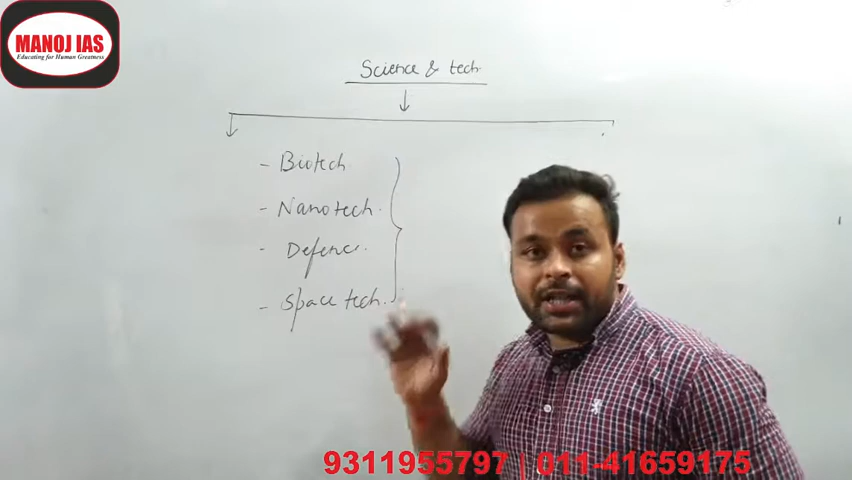 MANOJ IAS
Educating for Human Greatness
Science & tech.
- Biotech
- Nanotech.
- Defence.
- Space tech.
9311955797 | 011-41659175